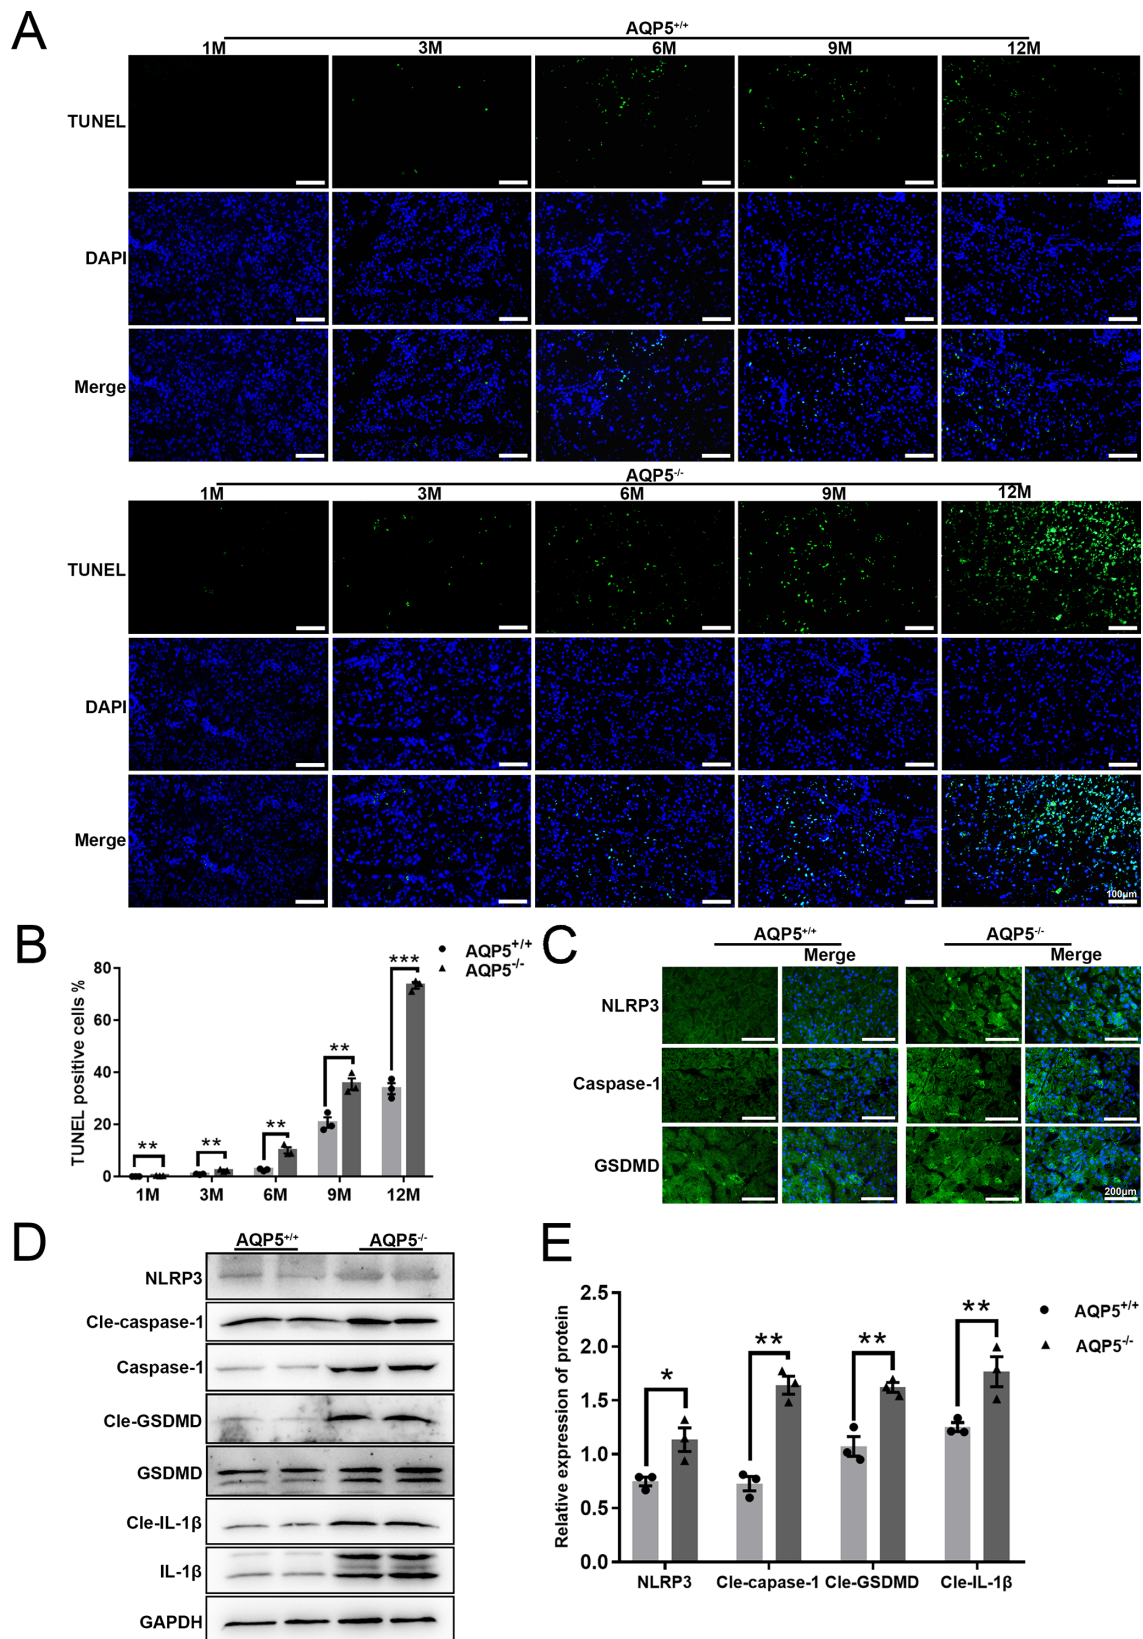 A
AQP5+/+
1M 3M 6M 9M 12M
TUNEL
DAPI
Merge
AQP5-/-
1M 3M 6M 9M 12M
TUNEL
DAPI
Merge
100µm
B
TUNEL positive cells %
80
60
40
20
0
** ** ** ** ***
1M 3M 6M 9M 12M
AQP5+/+
AQP5-/-
C
AQP5+/+ AQP5-/-
Merge Merge
NLRP3
Caspase-1
GSDMD
200µm
D
AQP5+/+ AQP5-/-
NLRP3
Cle-caspase-1
Caspase-1
Cle-GSDMD
GSDMD
Cle-IL-1β
IL-1β
GAPDH
E
Relative expression of protein
2.5
2.0
1.5
1.0
0.5
0.0
* ** ** **
NLRP3 Cle-capase-1 Cle-GSDMD Cle-IL-1β
AQP5+/+
AQP5-/-